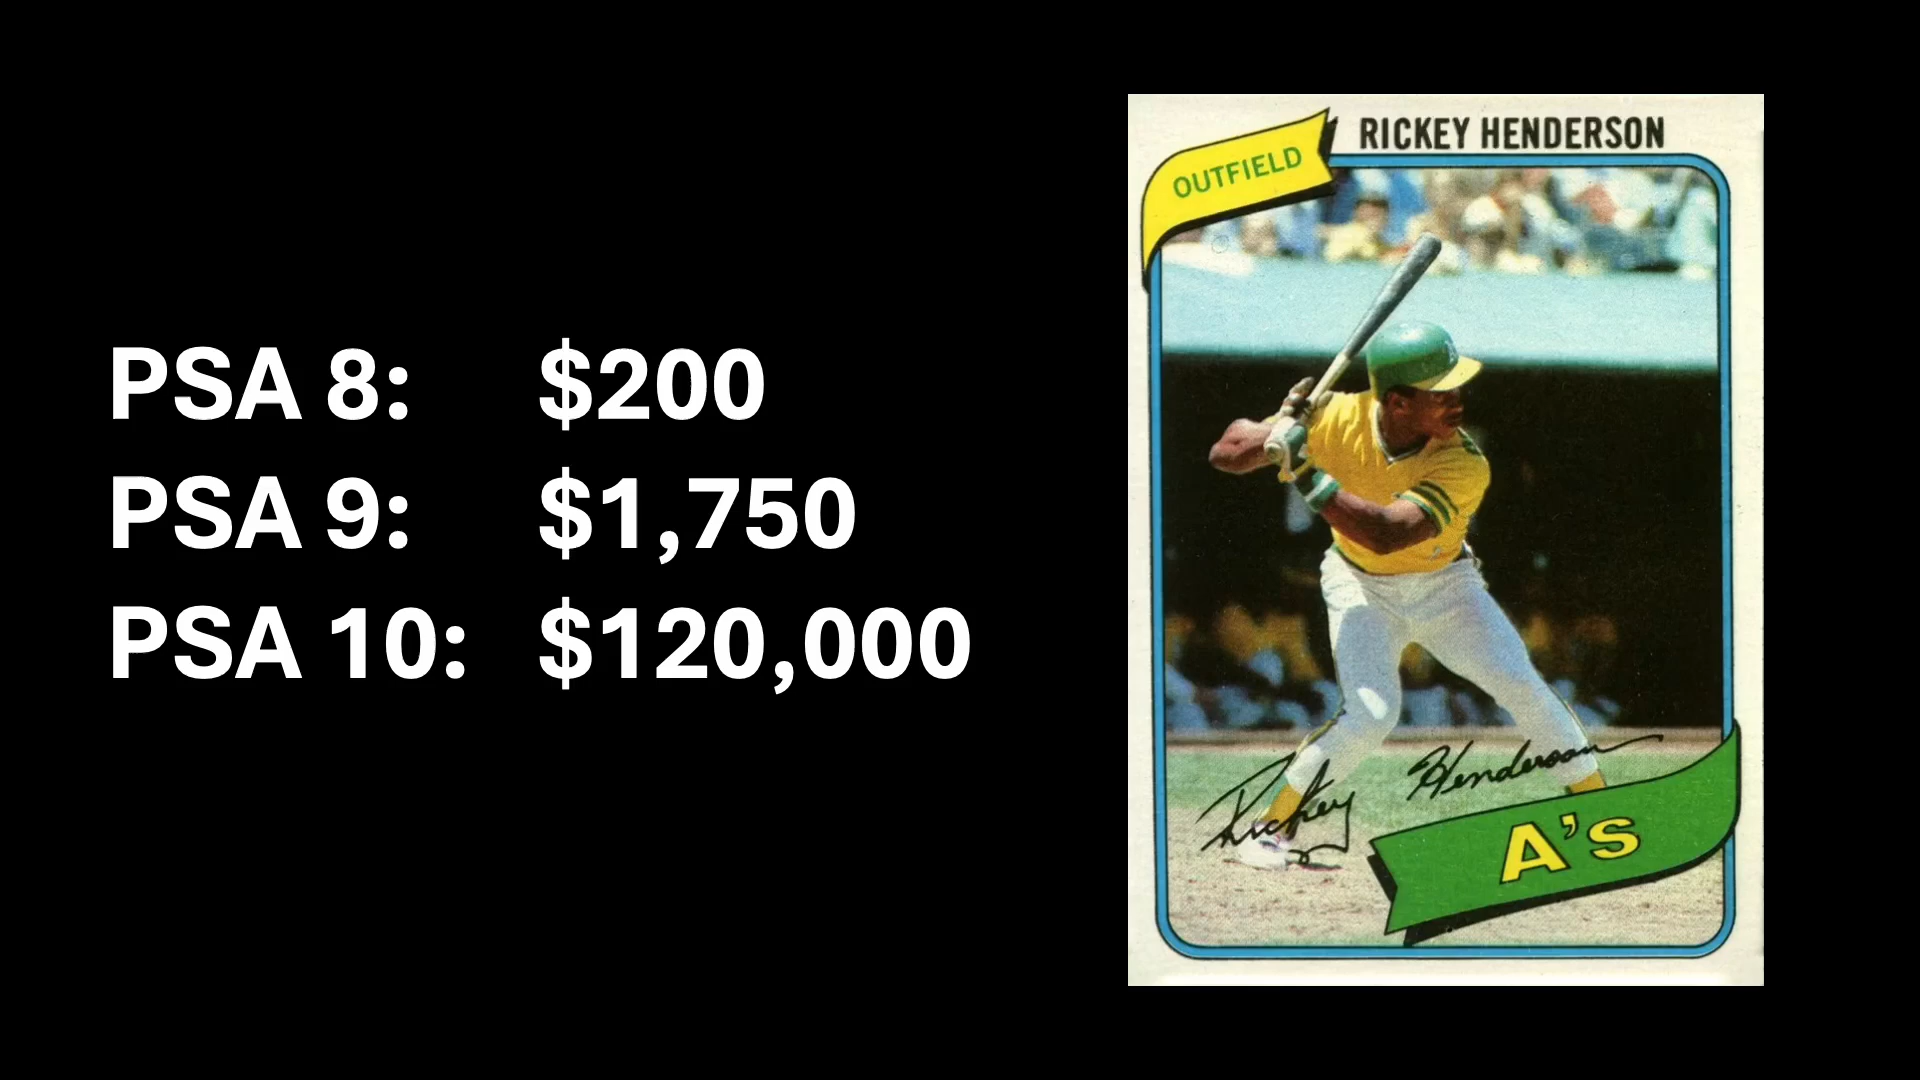 PSA 8: $200
PSA 9: $1,750
PSA 10: $120,000
OUTFIELD
RICKEY HENDERSON
Rickey Henderson
A's